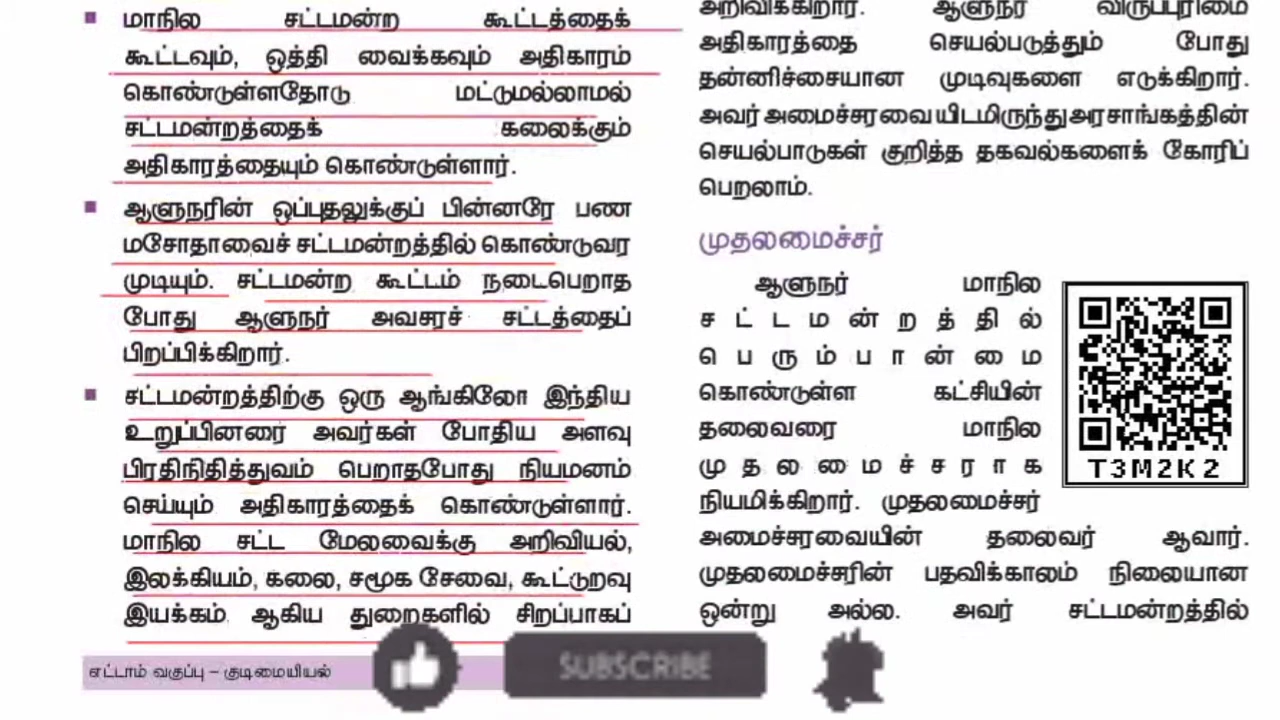 மாநில சட்டமன்ற கூட்டத்தைக்
கூட்டவும், ஒத்தி வைக்கவும் அதிகாரம்
கொண்டுள்ளதோடு மட்டுமல்லாமல்
சட்டமன்றத்தைக் கலைக்கும்
அதிகாரத்தையும் கொண்டுள்ளார்.
ஆளுநரின் ஒப்புதலுக்குப் பின்னரே பண
மசோதாவைச் சட்டமன்றத்தில் கொண்டுவர
முடியும். சட்டமன்ற கூட்டம் நடைபெறாத
போது ஆளுநர் அவசரச் சட்டத்தைப்
பிறப்பிக்கிறார்.
சட்டமன்றத்திற்கு ஒரு ஆங்கிலோ இந்திய
உறுப்பினரை அவர்கள் போதிய அளவு
பிரதிநிதித்துவம் பெறாதபோது நியமனம்
செய்யும் அதிகாரத்தைக் கொண்டுள்ளார்.
மாநில சட்ட மேலவைக்கு அறிவியல்,
இலக்கியம், கலை, சமூக சேவை, கூட்டுறவு
இயக்கம் ஆகிய துறைகளில் சிறப்பாகப்
அறிவிக்கிறார். ஆளுநர் விருப்புரிமை
அதிகாரத்தை செயல்படுத்தும் போது
தன்னிச்சையான முடிவுகளை எடுக்கிறார்.
அவர் அமைச்சரவையிடமிருந்து அரசாங்கத்தின்
செயல்பாடுகள் குறித்த தகவல்களைக் கோரிப்
பெறலாம்.
முதலமைச்சர்
ஆளுநர் மாநில
சட்டமன்றத்தில்
பெரும்பான்மை
கொண்டுள்ள கட்சியின்
தலைவரை மாநில
முதலமைச்சராக
நியமிக்கிறார். முதலமைச்சர்
அமைச்சரவையின் தலைவர் ஆவார்.
முதலமைச்சரின் பதவிக்காலம் நிலையான
ஒன்று அல்ல. அவர் சட்டமன்றத்தில்
T3M2K2
எட்டாம் வகுப்பு – குடிமையியல்
SUBSCRIBE